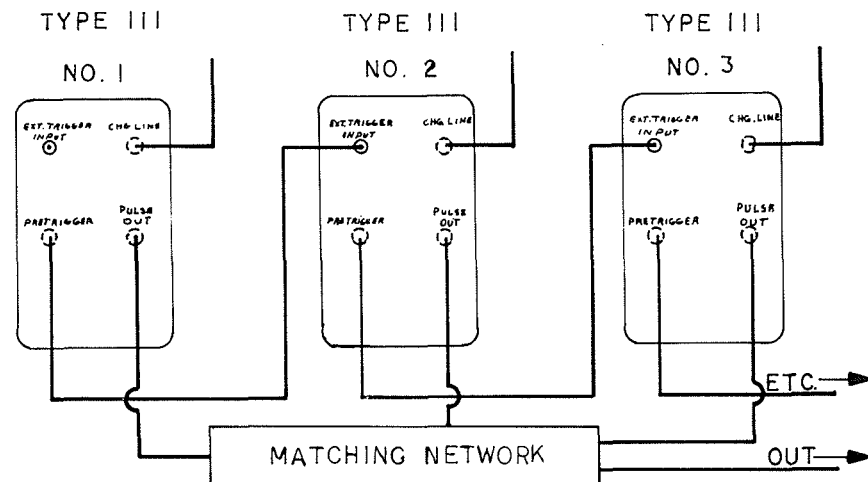 TYPE III
NO. 1
EXT. TRIGGER
INPUT
CHG. LINE
PRETRIGGER
PULSE
OUT
TYPE III
NO. 2
EXT. TRIGGER
INPUT
CHG. LINE
PRETRIGGER
PULSE
OUT
TYPE III
NO. 3
EXT. TRIGGER
INPUT
CHG. LINE
PRETRIGGER
PULSE
OUT
ETC.
MATCHING NETWORK
OUT